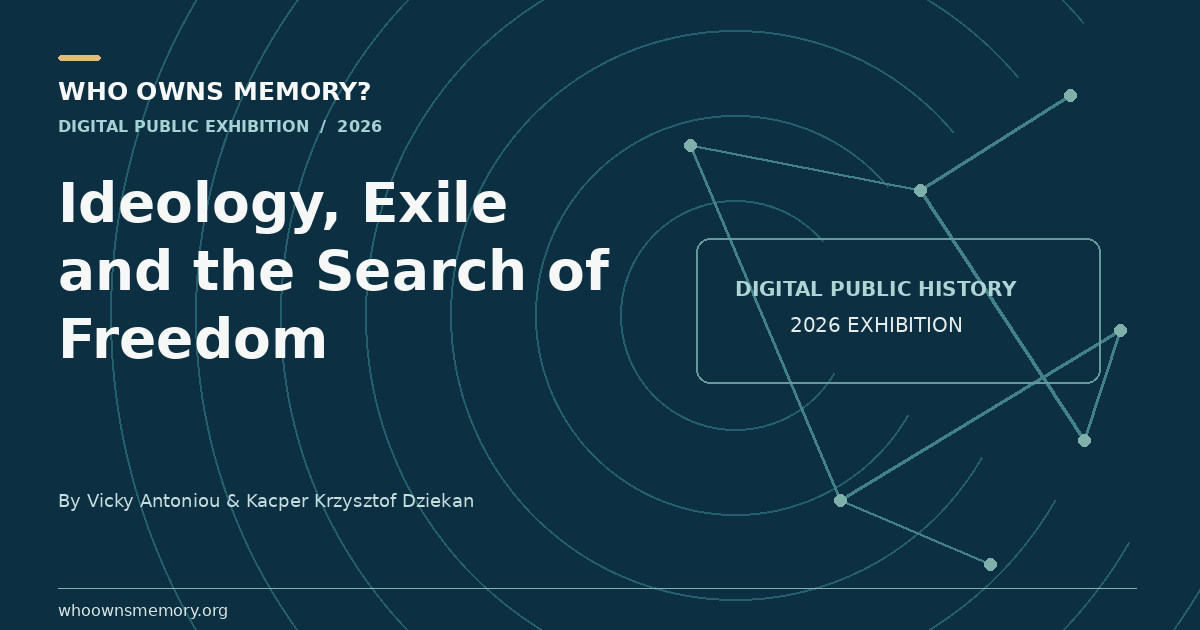 WHO OWNS MEMORY?
DIGITAL PUBLIC EXHIBITION / 2026
Ideology, Exile
and the Search of
Freedom
DIGITAL PUBLIC HISTORY
2026 EXHIBITION
By Vicky Antoniou & Kacper Krzysztof Dziekan
whoownsmemory.org